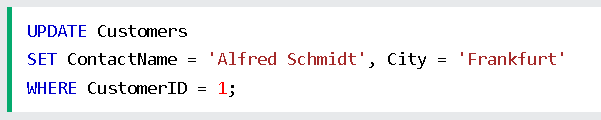 UPDATE Customers
SET ContactName = 'Alfred Schmidt', City = 'Frankfurt'
WHERE CustomerID = 1;